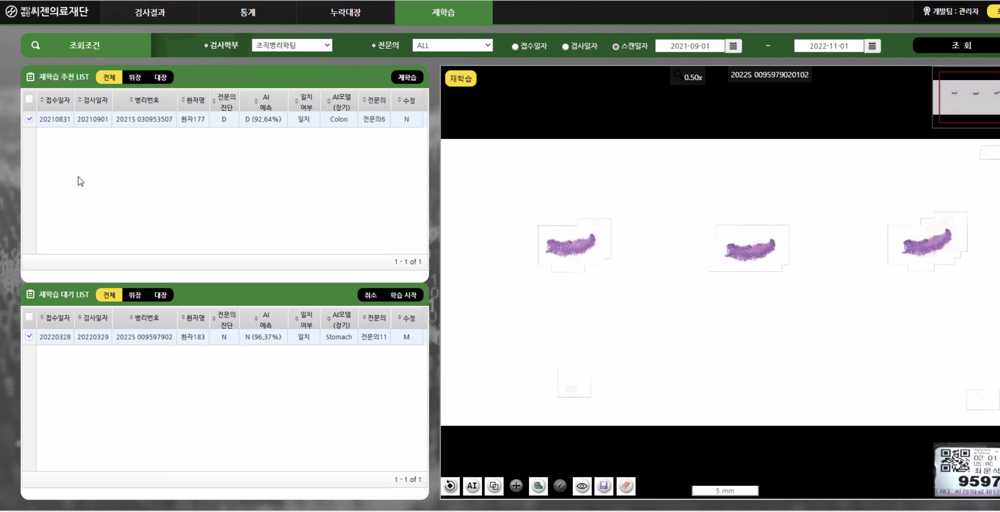 재단법인 씨젠의료재단
검사결과
통계
누락대장
재학습
개발팀 : 관리자
조회조건
검사학부
조직병리학팀
전문의
ALL
접수일자
검사일자
스캔일자
2021-09-01
~
2022-11-01
조 회
재학습 추천 LIST
전체
위장
대장
재학습
접수일자 검사일자 병리번호 환자명 전문의 진단 AI 예측 일치 여부 AI모델 (장기) 전문의 수정
20210831 20210901 2021S 030953507 환자177 D D (92.64%) 일치 Colon 전문의6 N
1 - 1 of 1
재학습 대기 LIST
전체
위장
대장
취소
학습 시작
접수일자 검사일자 병리번호 환자명 전문의 진단 AI 예측 일치 여부 AI모델 (장기) 전문의 수정
20220328 20220329 2022S 009597902 환자183 N N (96.37%) 일치 Stomach 전문의11 M
1 - 1 of 1
재학습
0.50x
2022S 0095979020102
AI
5 mm
2022 -
02-01-
MS:RC
좌문석
9597
(재) 씨젠의료재단